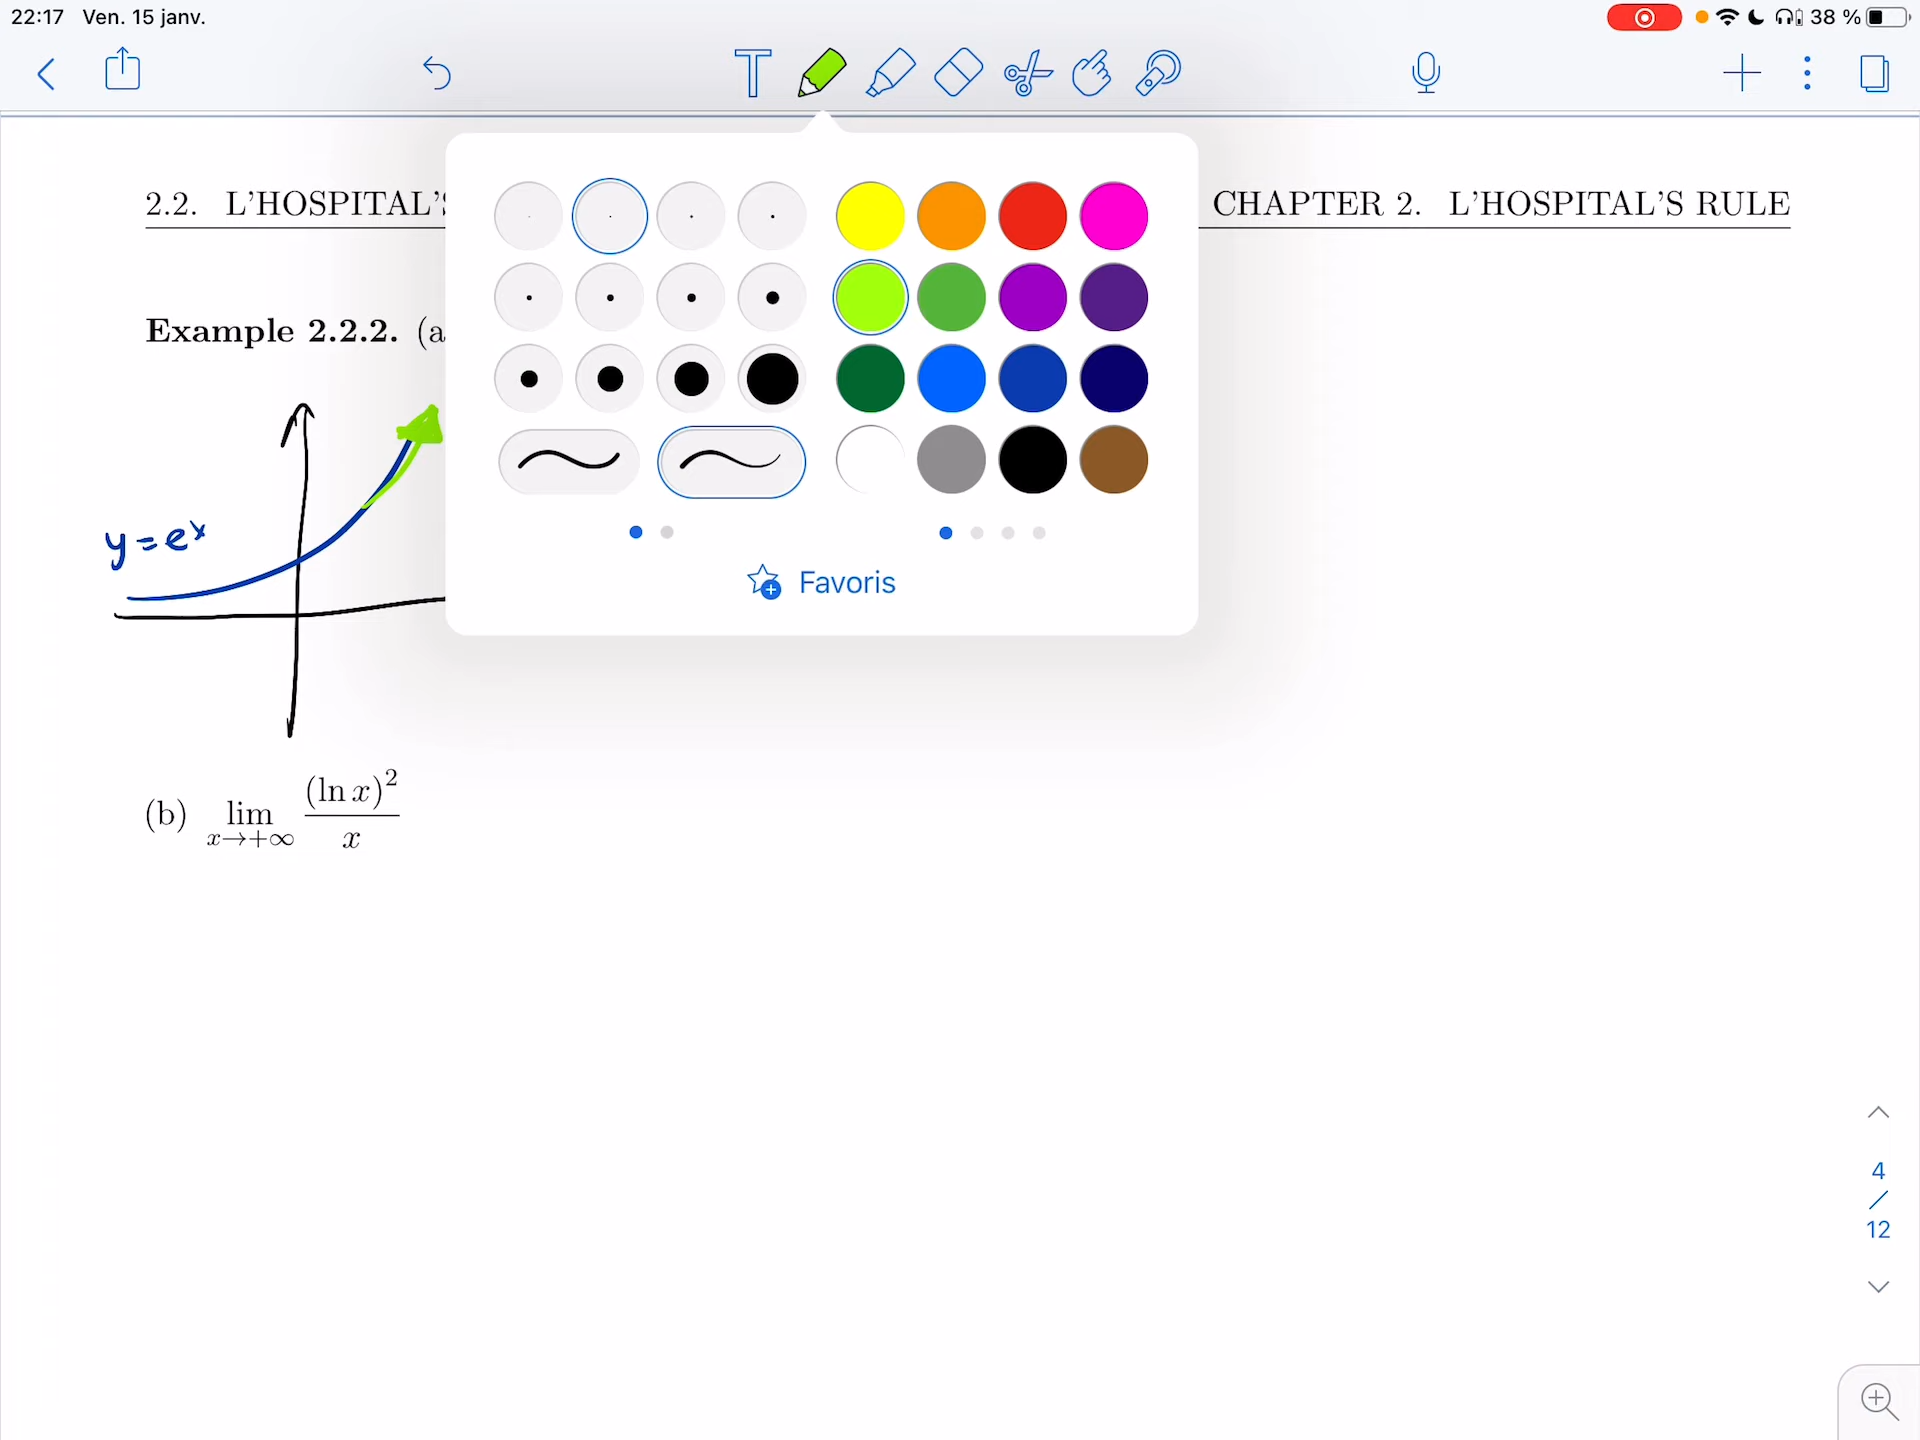 22:17 Ven. 15 janv. 38 %
T
2.2. L'HOSPITAL'S CHAPTER 2. L'HOSPITAL'S RULE
Example 2.2.2. (a
y = e^x
Favoris
(b) lim x→+∞ (ln x)² / x
4
/
12